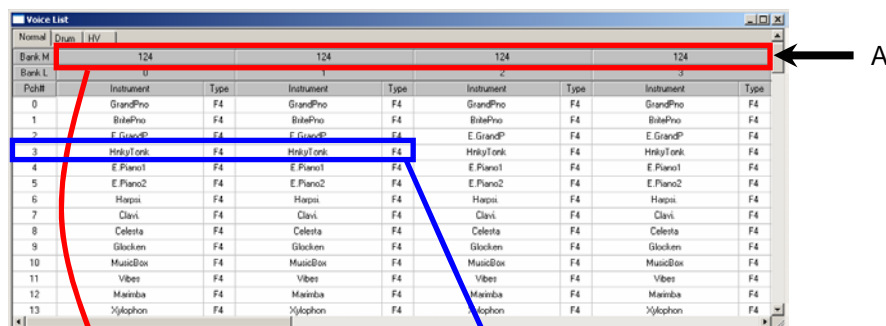 Voice List
Normal Drum HV
Bank M 124 124 124 124 A
Bank L 0 1 2 3
Pch# Instrument Type Instrument Type Instrument Type Instrument Type
0 GrandPno F4 GrandPno F4 GrandPno F4 GrandPno F4
1 BritePno F4 BritePno F4 BritePno F4 BritePno F4
2 E.GrandP F4 E.GrandP F4 E.GrandP F4 E.GrandP F4
3 HnkyTonk F4 HnkyTonk F4 HnkyTonk F4 HnkyTonk F4
4 E.Piano1 F4 E.Piano1 F4 E.Piano1 F4 E.Piano1 F4
5 E.Piano2 F4 E.Piano2 F4 E.Piano2 F4 E.Piano2 F4
6 Harpsi. F4 Harpsi. F4 Harpsi. F4 Harpsi. F4
7 Clavi. F4 Clavi. F4 Clavi. F4 Clavi. F4
8 Celesta F4 Celesta F4 Celesta F4 Celesta F4
9 Glocken F4 Glocken F4 Glocken F4 Glocken F4
10 MusicBox F4 MusicBox F4 MusicBox F4 MusicBox F4
11 Vibes F4 Vibes F4 Vibes F4 Vibes F4
12 Marimba F4 Marimba F4 Marimba F4 Marimba F4
13 Xylophon F4 Xylophon F4 Xylophon F4 Xylophon F4